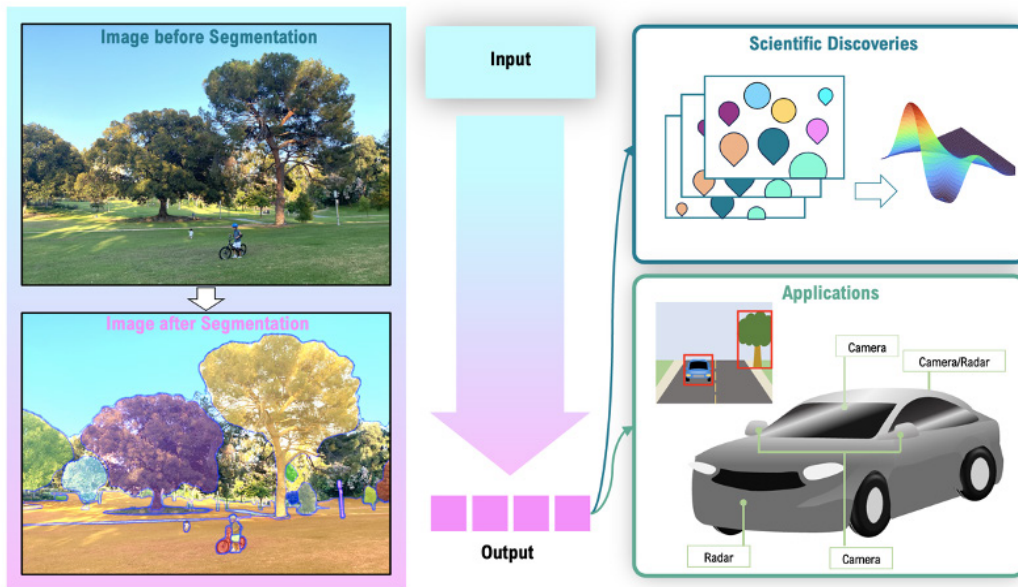 Image before Segmentation
Image after Segmentation
Input
Output
Scientific Discoveries
Applications
Camera
Camera/Radar
Radar
Camera